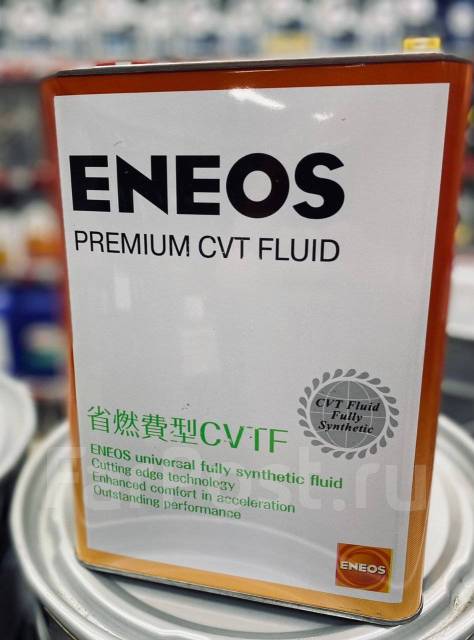 ENEOS
PREMIUM CVT FLUID
CVT Fluid
Fully
Synthetic
省燃費型CVTF
ENEOS universal fully synthetic fluid
Cutting edge technology
Enhanced comfort in acceleration
Outstanding performance
ENEOS